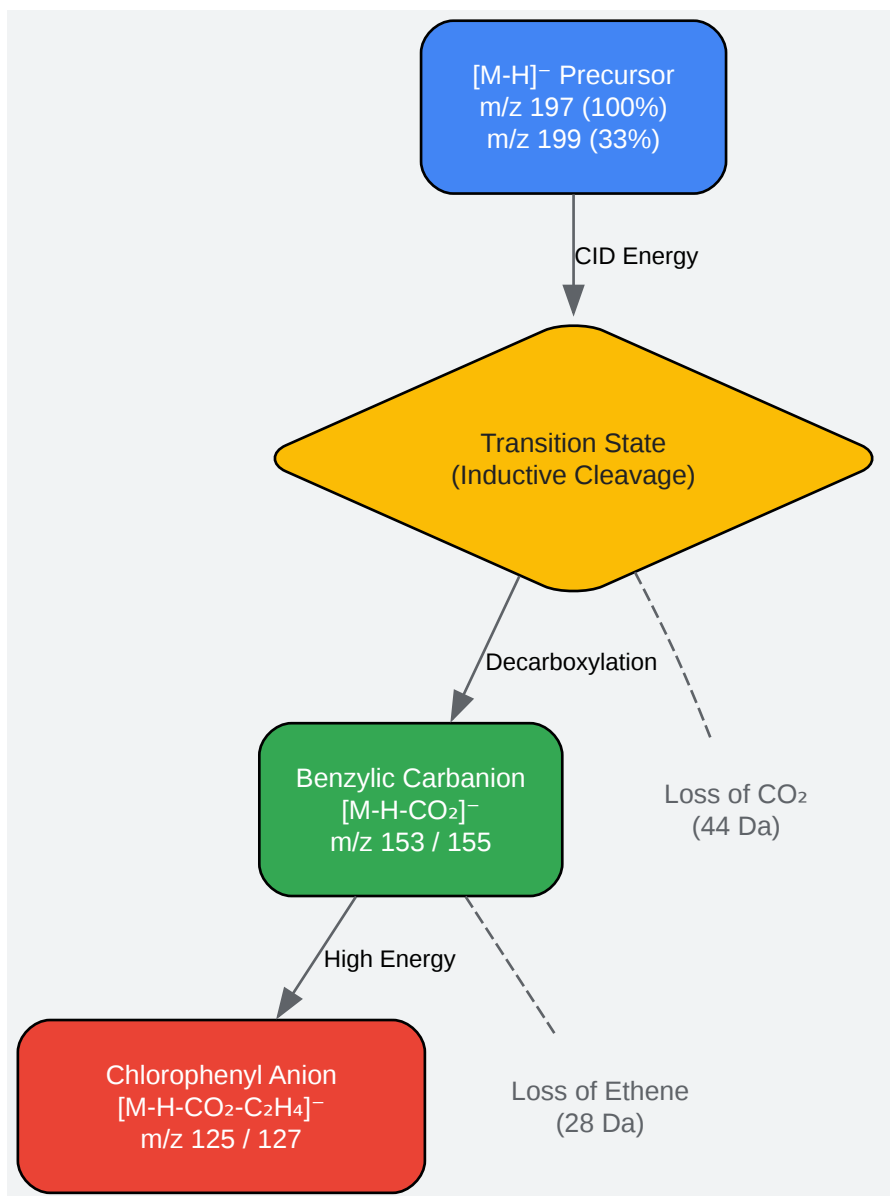 [M-H]⁻ Precursor
m/z 197 (100%)
m/z 199 (33%)
CID Energy
Transition State
(Inductive Cleavage)
Decarboxylation
Benzylic Carbanion
[M-H-CO₂]⁻
m/z 153 / 155
Loss of CO₂
(44 Da)
High Energy
Chlorophenyl Anion
[M-H-CO₂-C₂H₄]⁻
m/z 125 / 127
Loss of Ethene
(28 Da)